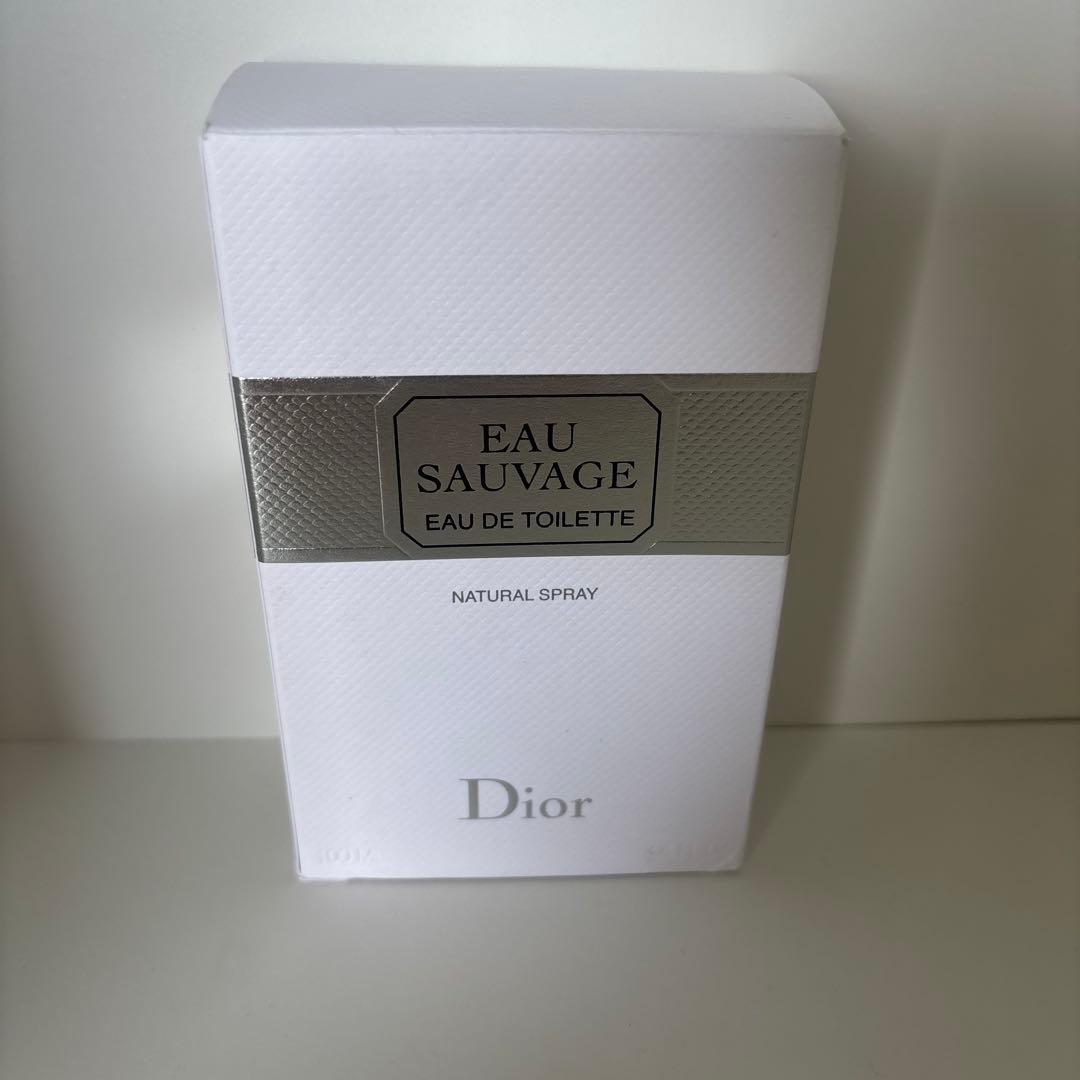 EAU
SAUVAGE
EAU DE TOILETTE
NATURAL SPRAY
Dior